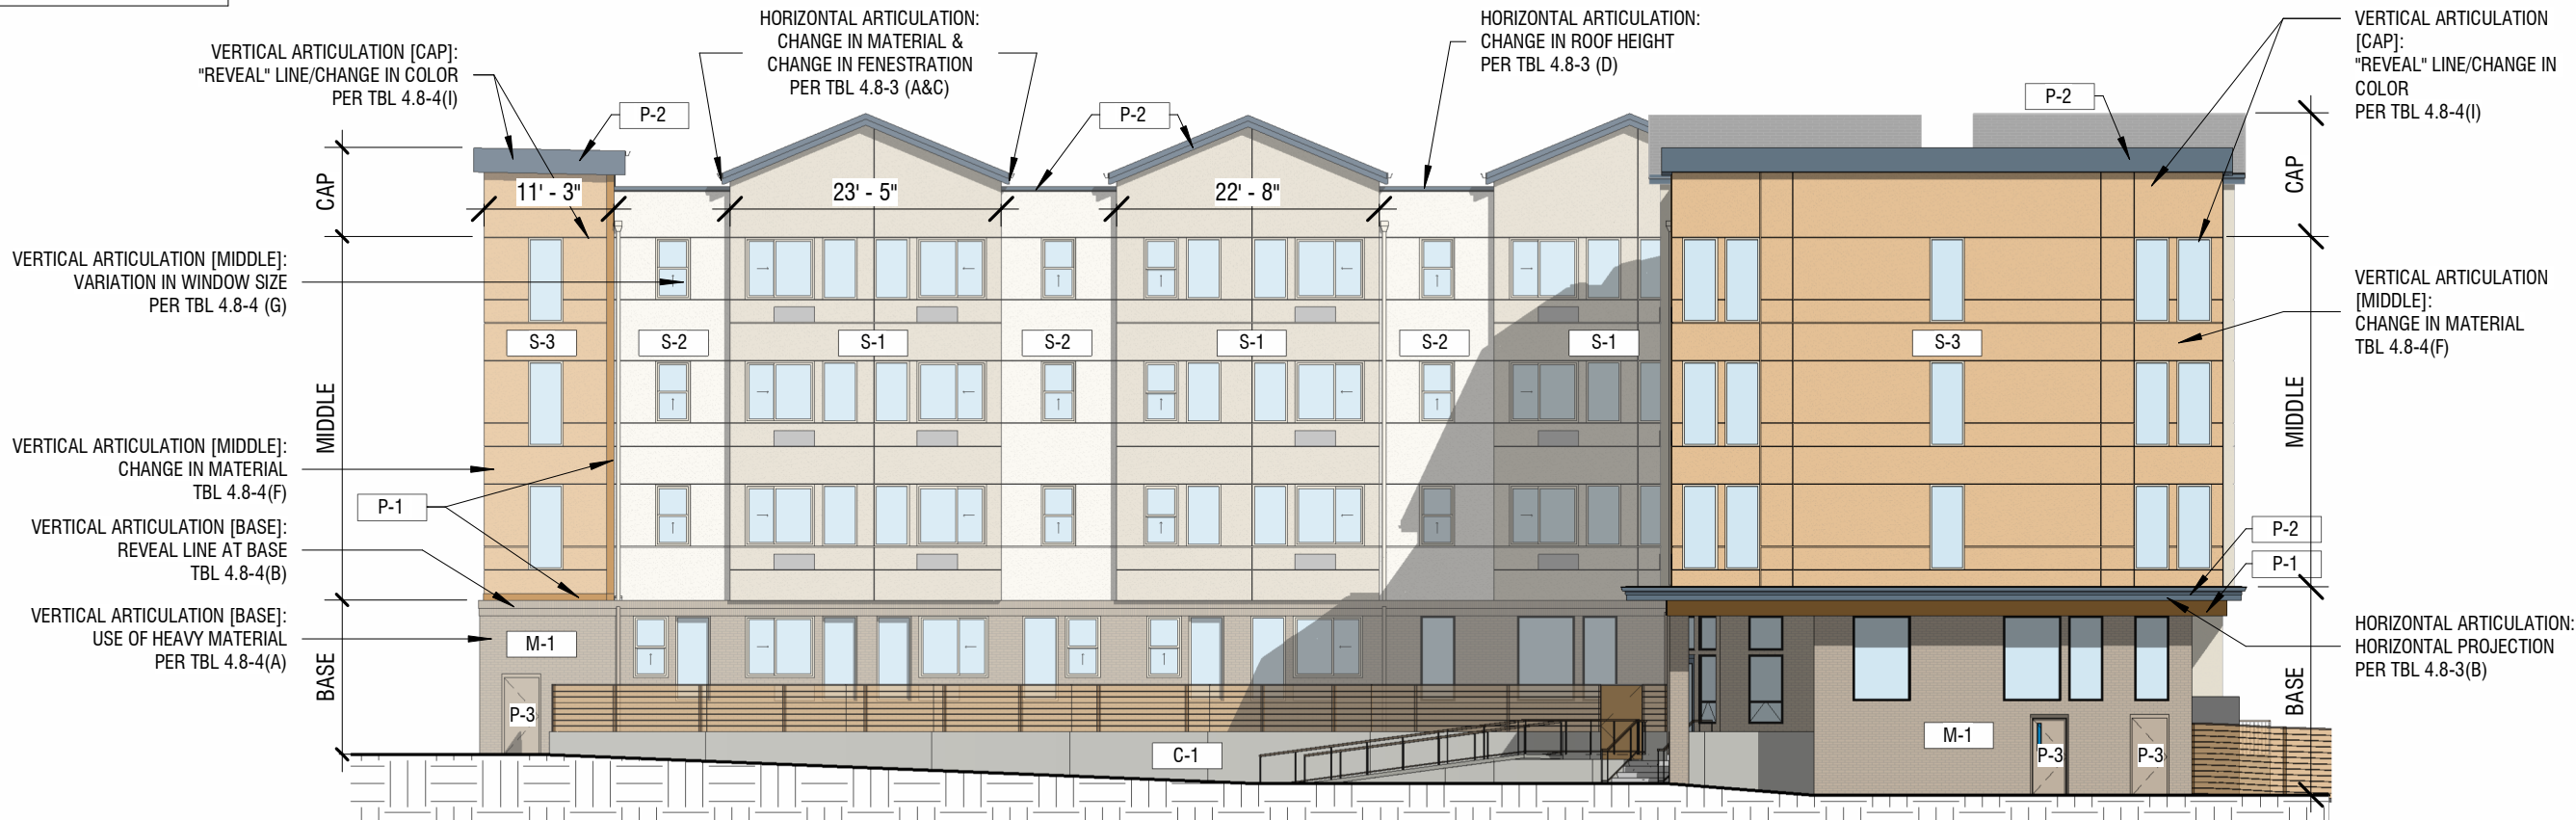 HORIZONTAL ARTICULATION:
CHANGE IN MATERIAL &
CHANGE IN FENESTRATION
PER TBL 4.8-3 (A&C)
HORIZONTAL ARTICULATION:
CHANGE IN ROOF HEIGHT
PER TBL 4.8-3 (D)
VERTICAL ARTICULATION
[CAP]:
"REVEAL" LINE/CHANGE IN
COLOR
PER TBL 4.8-4(I)
VERTICAL ARTICULATION [CAP]:
"REVEAL" LINE/CHANGE IN COLOR
PER TBL 4.8-4(I)
P-2
P-2
P-2
CAP
11' - 3"
23' - 5"
22' - 8"
CAP
VERTICAL ARTICULATION [MIDDLE]:
VARIATION IN WINDOW SIZE
PER TBL 4.8-4 (G)
VERTICAL ARTICULATION
[MIDDLE]:
CHANGE IN MATERIAL
TBL 4.8-4(F)
S-3
S-2
S-1
S-2
S-1
S-2
S-1
S-3
MIDDLE
MIDDLE
VERTICAL ARTICULATION [MIDDLE]:
CHANGE IN MATERIAL
TBL 4.8-4(F)
P-1
VERTICAL ARTICULATION [BASE]:
REVEAL LINE AT BASE
TBL 4.8-4(B)
P-2
P-1
VERTICAL ARTICULATION [BASE]:
USE OF HEAVY MATERIAL
PER TBL 4.8-4(A)
HORIZONTAL ARTICULATION:
HORIZONTAL PROJECTION
PER TBL 4.8-3(B)
BASE
M-1
P-3
C-1
M-1
P-3
P-3
BASE